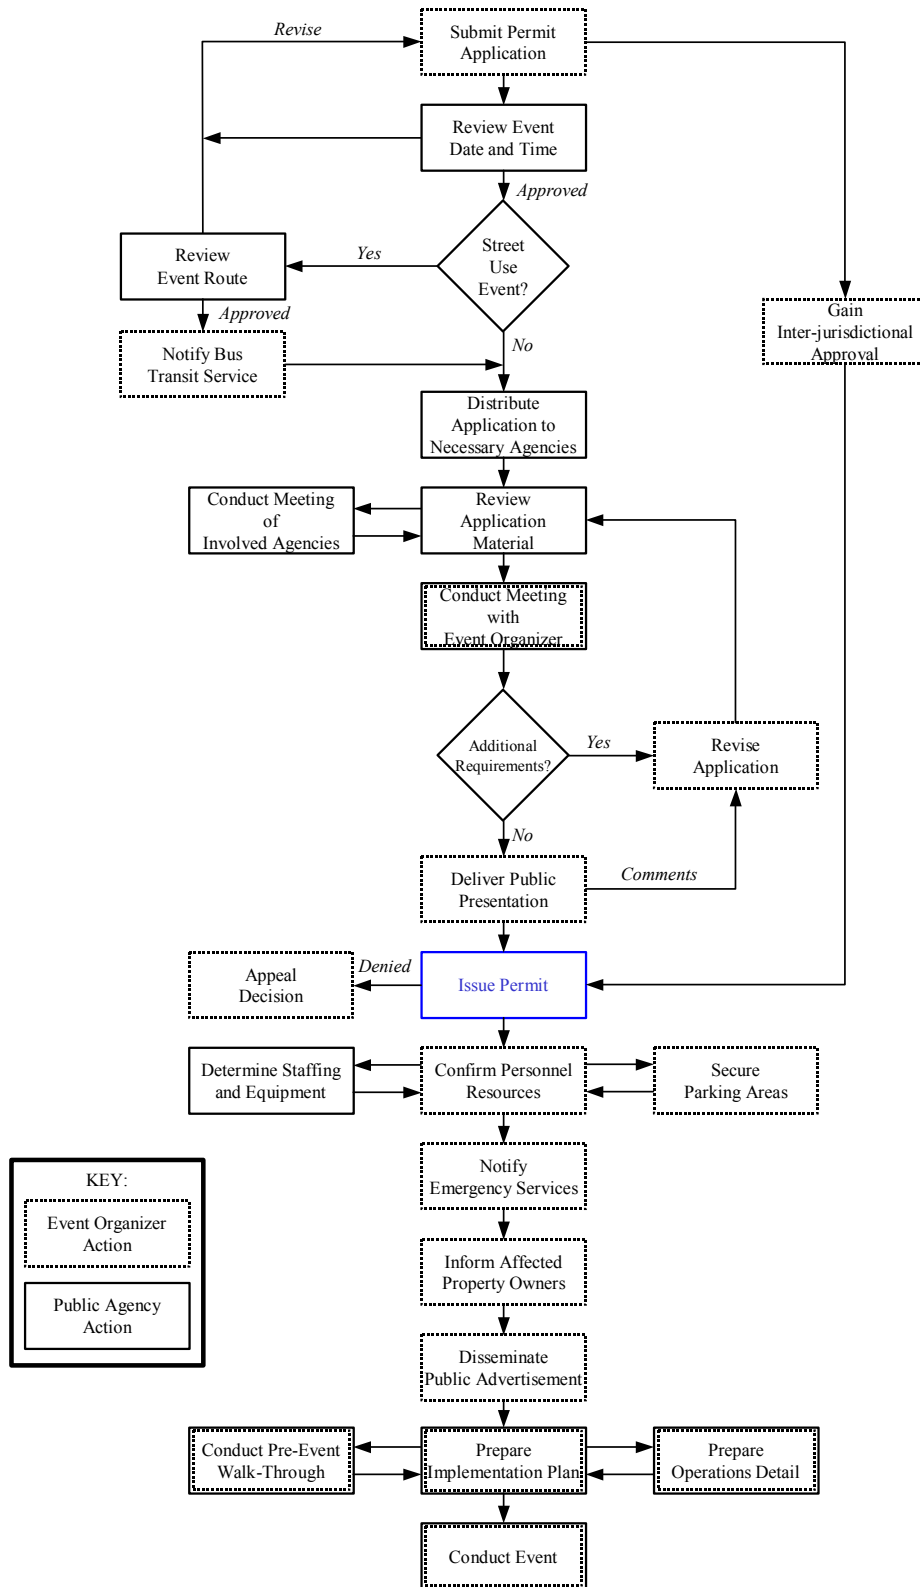 Revise
Submit Permit
Application
Review Event
Date and Time
Approved
Street
Use
Event?
Yes
Review
Event Route
Approved
Gain
Inter-jurisdictional
Approval
No
Notify Bus
Transit Service
Distribute
Application to
Necessary Agencies
Conduct Meeting
of
Involved Agencies
Review
Application
Material
Conduct Meeting
with
Event Organizer
Additional
Requirements?
Yes
Revise
Application
No
Deliver Public
Presentation
Comments
Denied
Appeal
Decision
Issue Permit
Determine Staffing
and Equipment
Confirm Personnel
Resources
Secure
Parking Areas
Notify
Emergency Services
KEY:
Event Organizer
Action
Public Agency
Action
Inform Affected
Property Owners
Disseminate
Public Advertisement
Conduct Pre-Event
Walk-Through
Prepare
Implementation Plan
Prepare
Operations Detail
Conduct Event